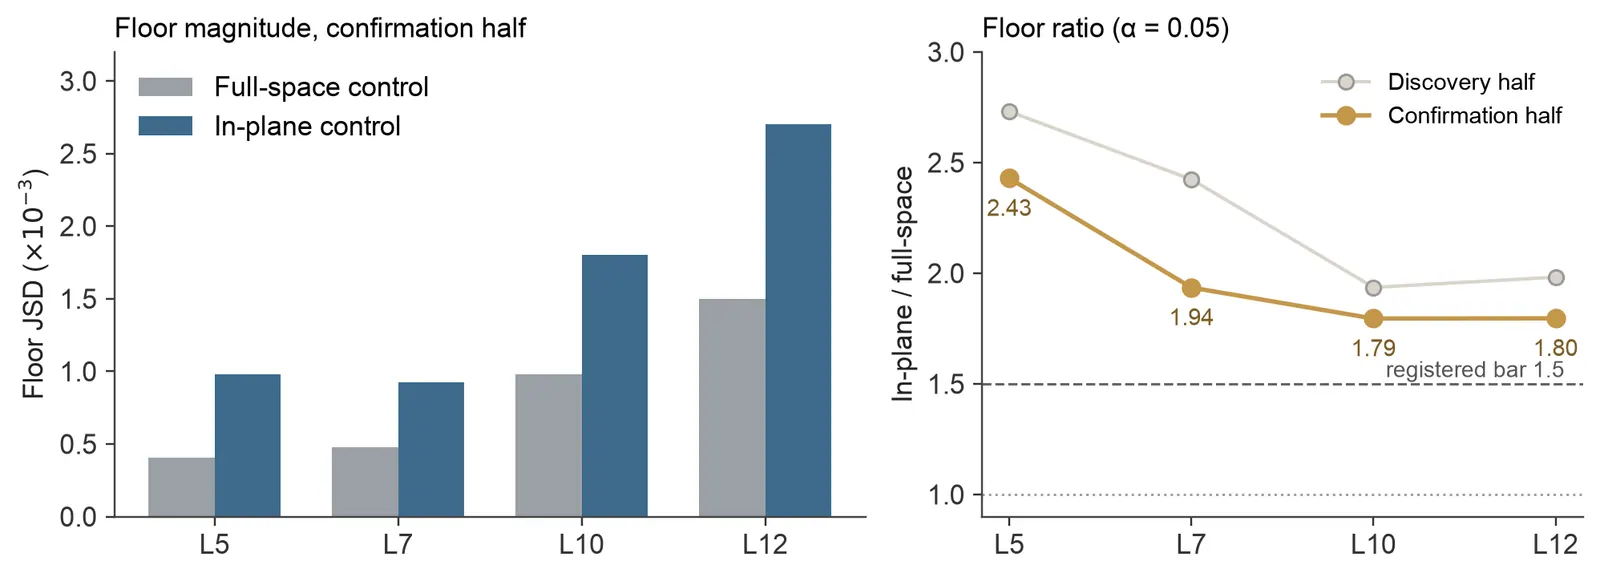 Floor magnitude, confirmation half
Full-space control
In-plane control
Floor JSD (×10⁻³)
3.0
2.5
2.0
1.5
1.0
0.5
0.0
L5
L7
L10
L12
Floor ratio (α = 0.05)
Discovery half
Confirmation half
In-plane / full-space
3.0
2.5
2.0
1.5
1.0
2.43
1.94
1.79
1.80
registered bar 1.5
L5
L7
L10
L12